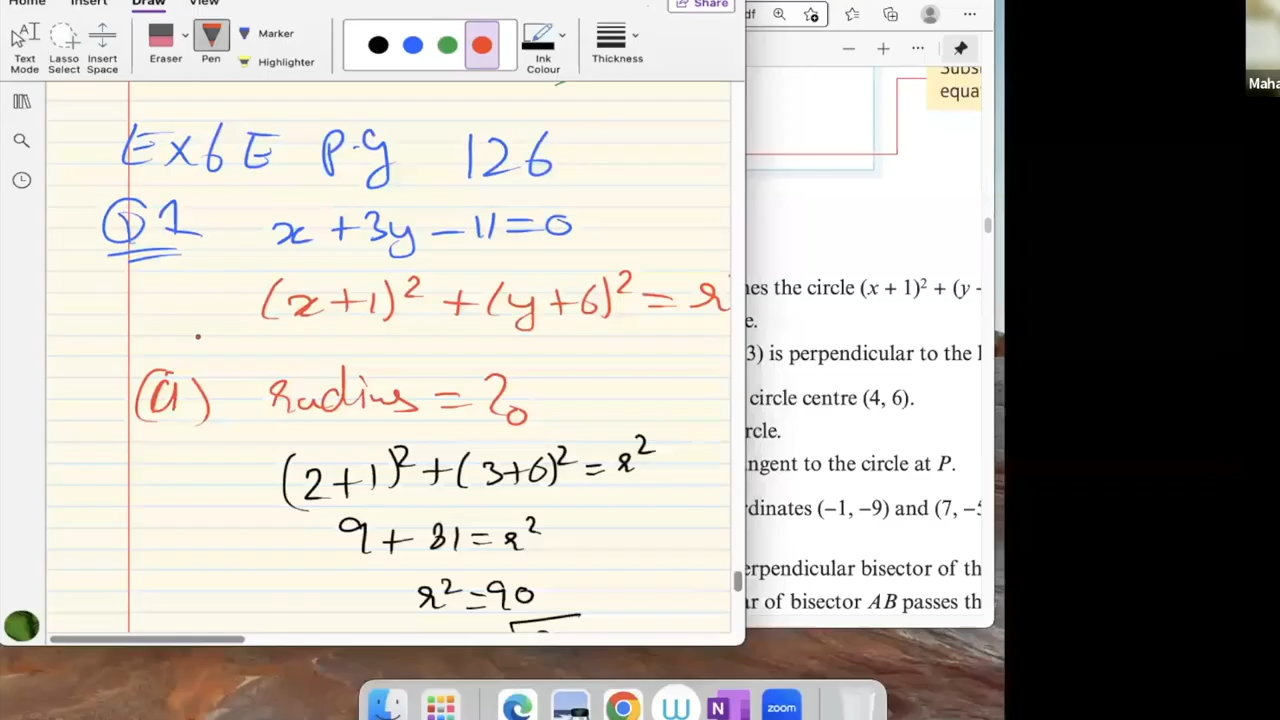 Home Insert Draw View
Share
Text Mode
Lasso Select
Insert Space
Eraser
Pen
Marker
Highlighter
Ink Colour
Thickness
Ex6E P.g 126
Q1 x + 3y - 11 = 0
(x+1)² + (y+6)² = r
(a) radius = ?
(2+1)² + (3+6)² = r²
9 + 81 = r²
r² = 90
df
Subs
equa
nes the circle (x + 1)² + (y -
e.
3) is perpendicular to the l
circle centre (4, 6).
rcle.
ngent to the circle at P.
rdinates (−1, −9) and (7, −5
erpendicular bisector of th
ar of bisector AB passes th
Maha
W
N
zoom